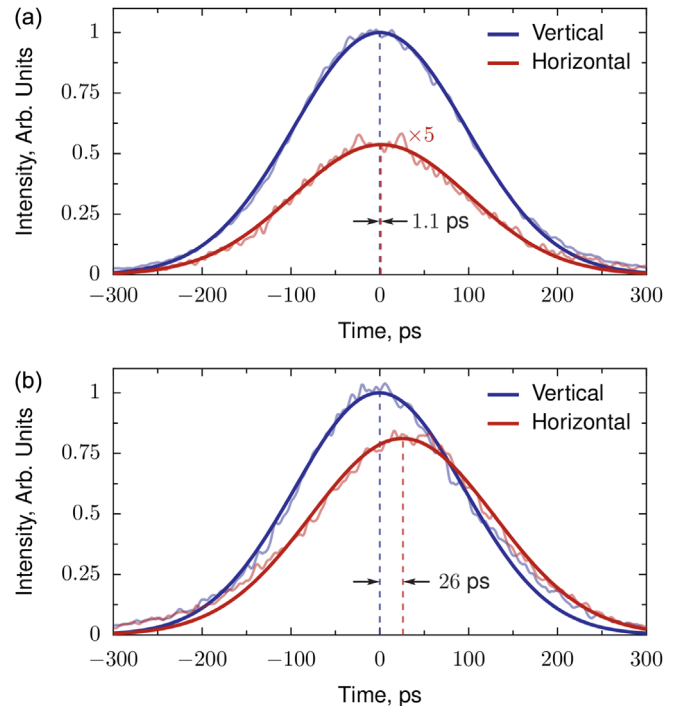 (a)
Intensity, Arb. Units
1
0.75
0.5
0.25
0
Vertical
Horizontal
×5
1.1 ps
−300 −200 −100 0 100 200 300
Time, ps
(b)
Intensity, Arb. Units
1
0.75
0.5
0.25
0
Vertical
Horizontal
26 ps
−300 −200 −100 0 100 200 300
Time, ps